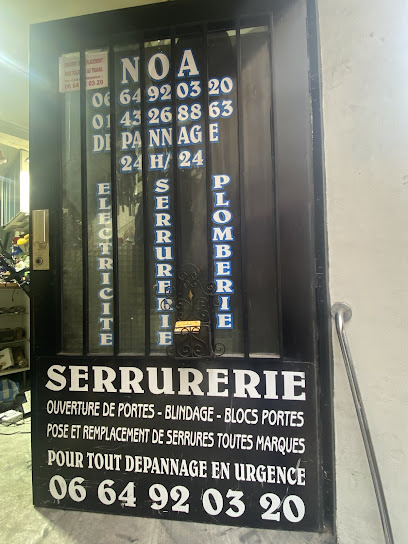 NOA
06 64 92 03 20
01 43 26 88 63
DEPANNAGE
24 H/ 24
ELECTRICITE
SERRURERIE
PLOMBERIE
SERRURERIE
OUVERTURE DE PORTES - BLINDAGE - BLOCS PORTES
POSE ET REMPLACEMENT DE SERRURES TOUTES MARQUES
POUR TOUT DEPANNAGE EN URGENCE
06 64 92 03 20